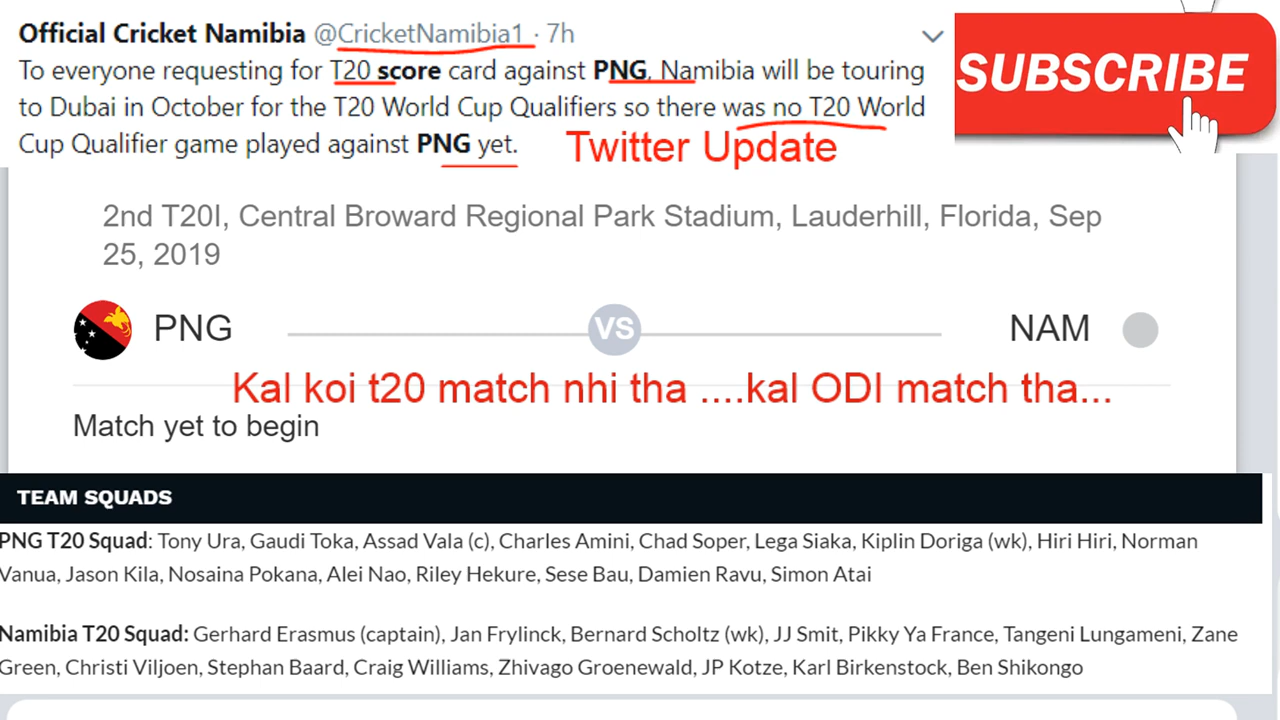 Official Cricket Namibia @CricketNamibia1 · 7h
To everyone requesting for T20 score card against PNG, Namibia will be touring
to Dubai in October for the T20 World Cup Qualifiers so there was no T20 World
Cup Qualifier game played against PNG yet.
SUBSCRIBE
Twitter Update
2nd T20I, Central Broward Regional Park Stadium, Lauderhill, Florida, Sep
25, 2019
PNG VS NAM
Kal koi t20 match nhi tha ....kal ODI match tha...
Match yet to begin
TEAM SQUADS
PNG T20 Squad: Tony Ura, Gaudi Toka, Assad Vala (c), Charles Amini, Chad Soper, Lega Siaka, Kiplin Doriga (wk), Hiri Hiri, Norman
Vanua, Jason Kila, Nosaina Pokana, Alei Nao, Riley Hekure, Sese Bau, Damien Ravu, Simon Atai
Namibia T20 Squad: Gerhard Erasmus (captain), Jan Frylinck, Bernard Scholtz (wk), JJ Smit, Pikky Ya France, Tangeni Lungameni, Zane
Green, Christi Viljoen, Stephan Baard, Craig Williams, Zhivago Groenewald, JP Kotze, Karl Birkenstock, Ben Shikongo